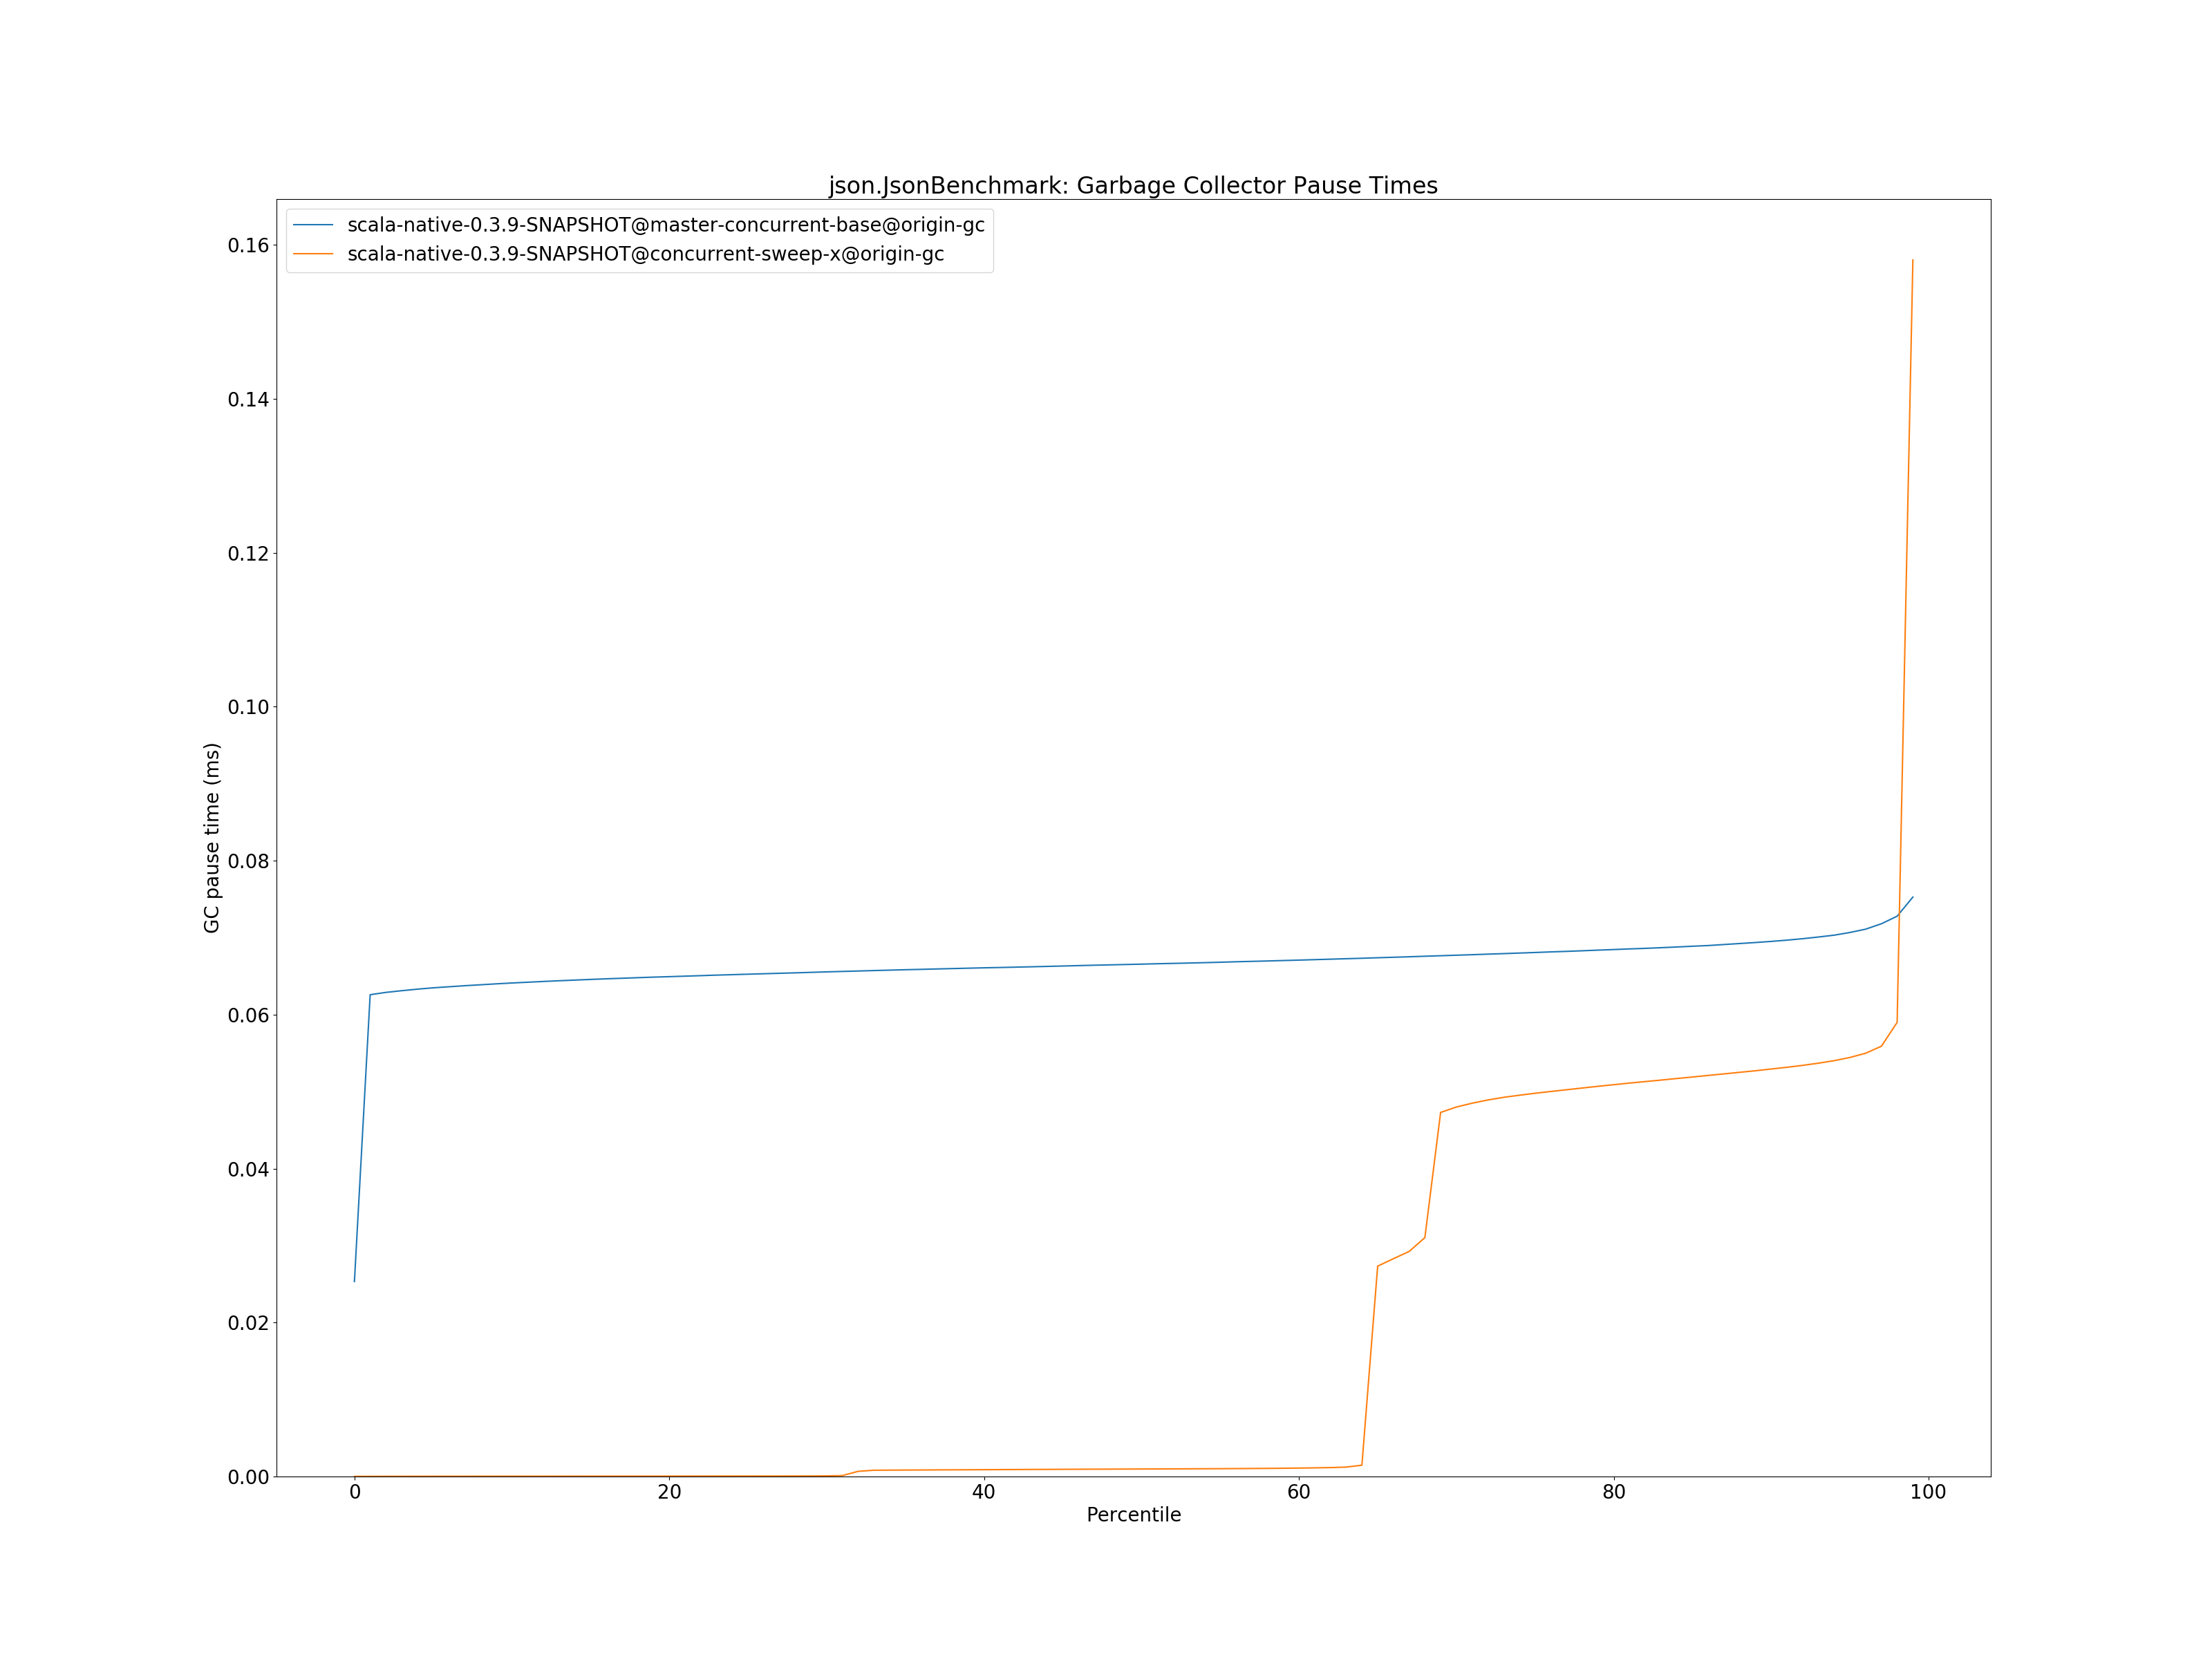 json.JsonBenchmark: Garbage Collector Pause Times
scala-native-0.3.9-SNAPSHOT@master-concurrent-base@origin-gc
scala-native-0.3.9-SNAPSHOT@concurrent-sweep-x@origin-gc
0.16
0.14
0.12
0.10
0.08
0.06
0.04
0.02
0.00
GC pause time (ms)
0 20 40 60 80 100
Percentile